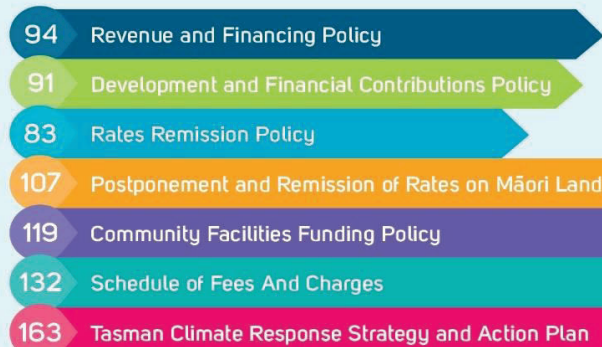 94 Revenue and Financing Policy
91 Development and Financial Contributions Policy
83 Rates Remission Policy
107 Postponement and Remission of Rates on Māori Land
119 Community Facilities Funding Policy
132 Schedule of Fees And Charges
163 Tasman Climate Response Strategy and Action Plan